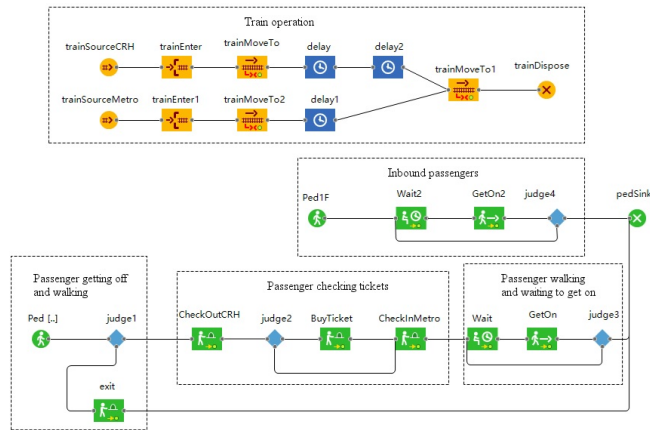 Train operation
trainSourceCRH
trainEnter
trainMoveTo
delay
delay2
trainMoveTo1
trainDispose
trainSourceMetro
trainEnter1
trainMoveTo2
delay1
Inbound passengers
Ped1F
Wait2
GetOn2
judge4
pedSink
Passenger getting off
and walking
Passenger checking tickets
Passenger walking
and waiting to get on
Ped [..]
judge1
CheckOutCRH
judge2
BuyTicket
CheckInMetro
Wait
GetOn
judge3
exit